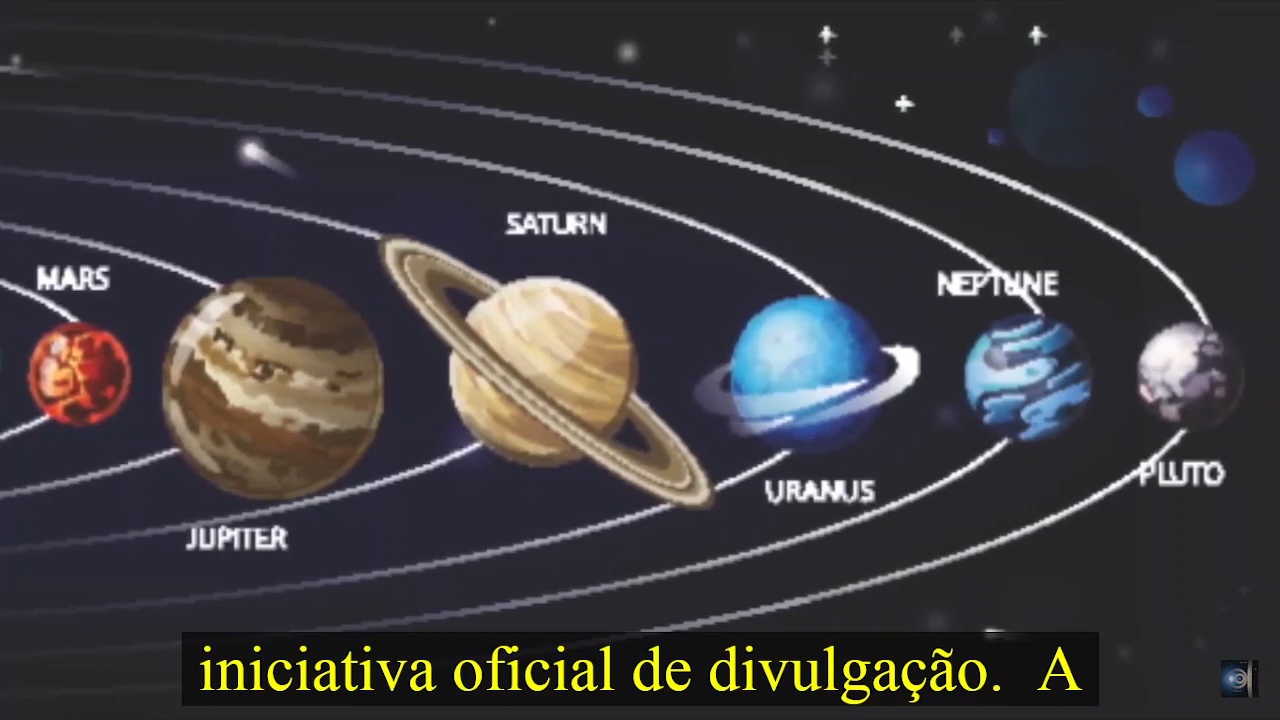 SATURN
MARS
NEPTUNE
PLUTO
URANUS
JUPITER
iniciativa oficial de divulgação. A